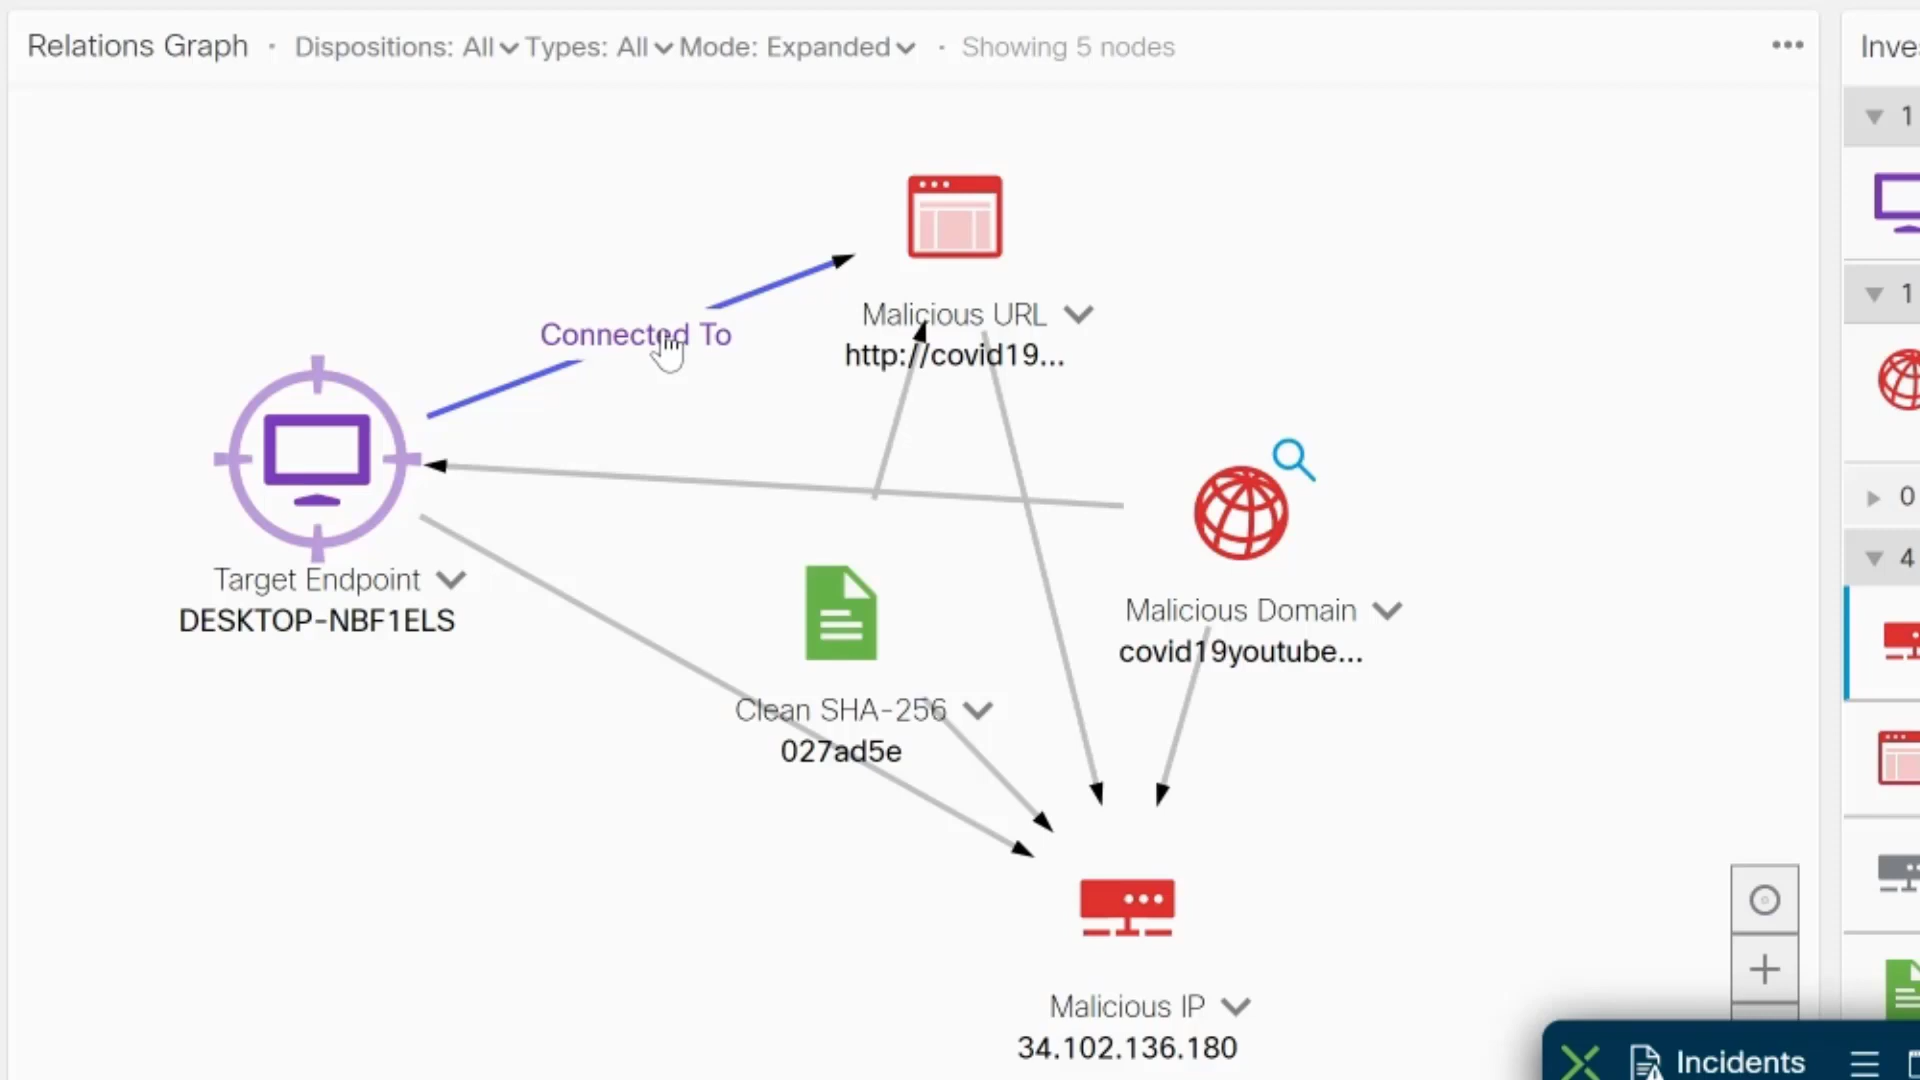 Relations Graph · Dispositions: All Types: All Mode: Expanded · Showing 5 nodes
Inve
1
Malicious URL
http://covid19...
Connected To
1
Target Endpoint
DESKTOP-NBF1ELS
0
4
Malicious Domain
covid19youtube...
Clean SHA-256
027ad5e
Malicious IP
34.102.136.180
Incidents